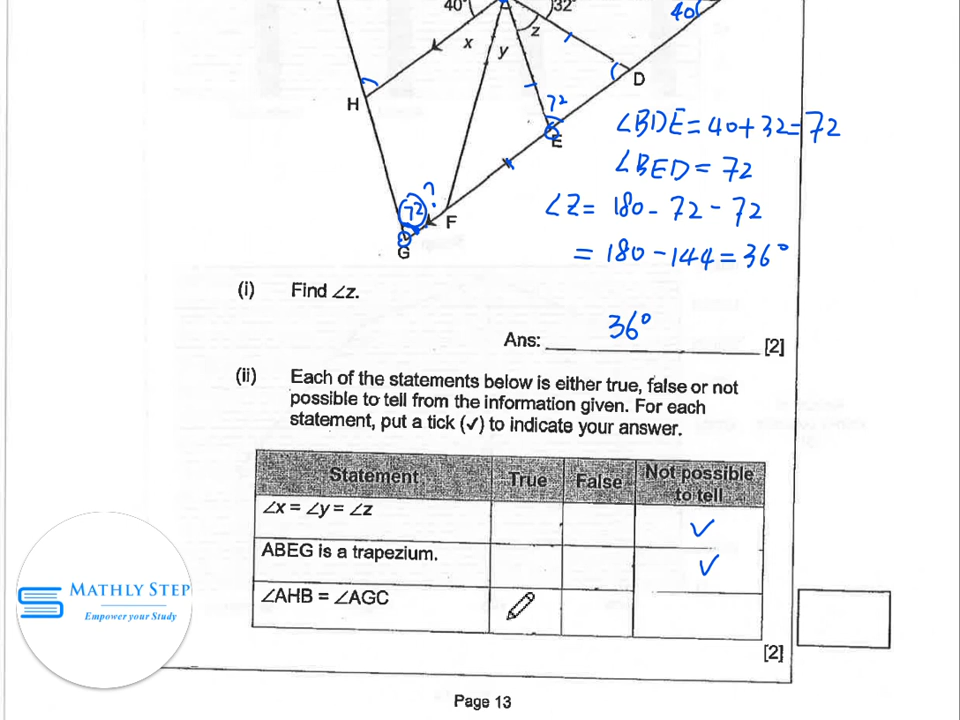 40° 32° 40
x y z
H D
72
E
∠BDE = 40+32=72
∠BED = 72
∠Z = 180 - 72 - 72
= 180 - 144 = 36°
72 ?
F
G
(i) Find ∠z.
36°
Ans: [2]
(ii) Each of the statements below is either true, false or not
possible to tell from the information given. For each
statement, put a tick (✓) to indicate your answer.
Statement True False Not possible
to tell
∠x = ∠y = ∠z ✓
ABEG is a trapezium. ✓
∠AHB = ∠AGC
[2]
Page 13
MATHLY STEP
Empower your Study